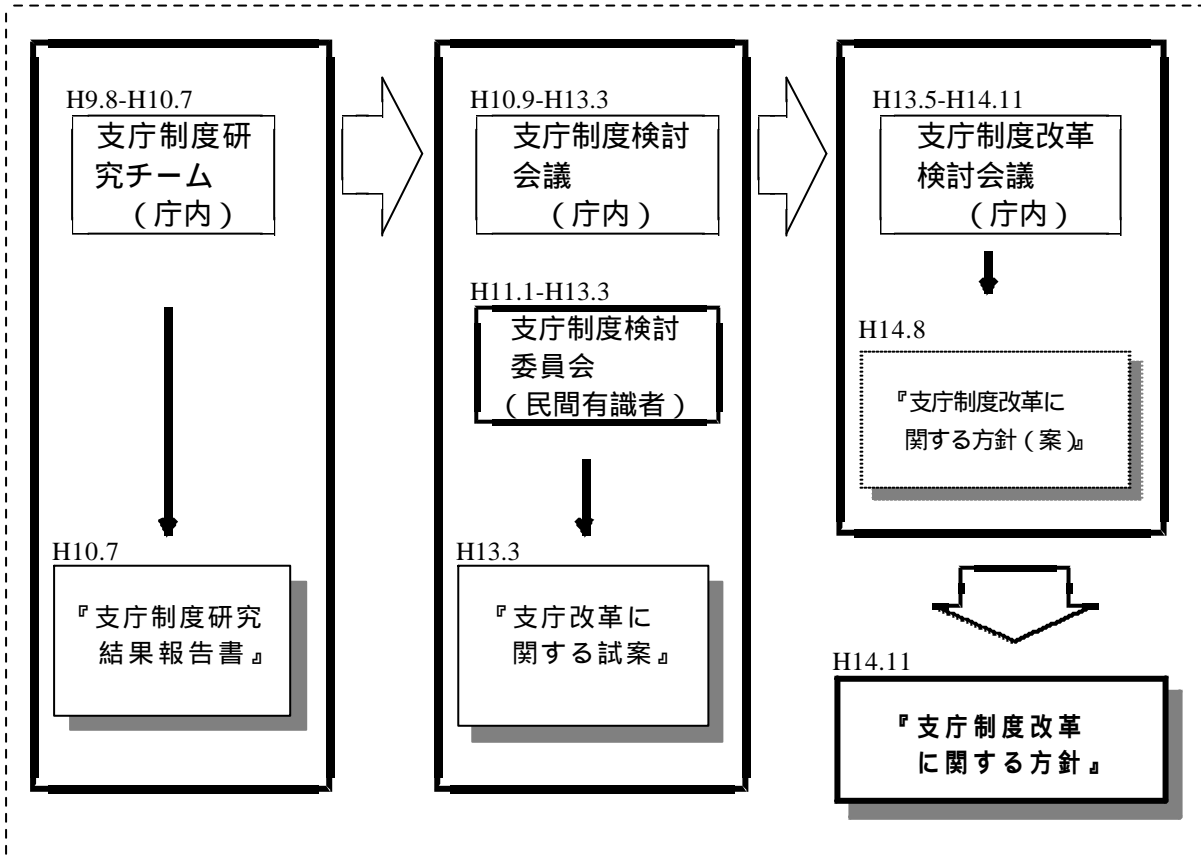 H9.8-H10.7
支庁制度研
究チーム
（庁内）
H10.7
『支庁制度研究
結果報告書』
H10.9-H13.3
支庁制度検討
会議
（庁内）
H11.1-H13.3
支庁制度検討
委員会
（民間有識者）
H13.3
『支庁改革に
関する試案』
H13.5-H14.11
支庁制度改革
検討会議
（庁内）
H14.8
『支庁制度改革に
関する方針（案）』
H14.11
『支庁制度改革
に関する方針』